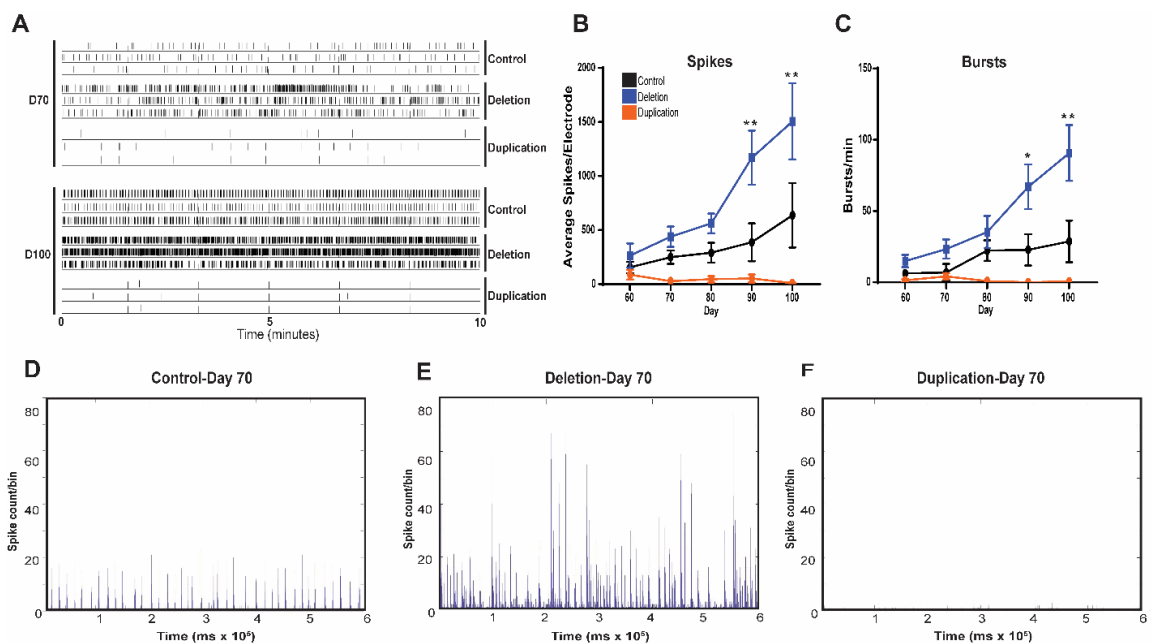 A
D70
Control
Deletion
Duplication
D100
Control
Deletion
Duplication
0
5
10
Time (minutes)
B
Spikes
Average Spikes/Electrode
2000
1500
1000
500
0
Control
Deletion
Duplication
**
**
60 70 80 90 100
Day
C
Bursts
Bursts/min
150
100
50
0
*
**
60 70 80 90 100
Day
D
Control-Day 70
Spike count/bin
80
60
40
20
0
1 2 3 4 5 6
Time (ms x 10⁵)
E
Deletion-Day 70
Spike count/bin
80
60
40
20
0
1 2 3 4 5 6
Time (ms x 10⁵)
F
Duplication-Day 70
Spike count/bin
80
60
40
20
0
1 2 3 4 5 6
Time (ms x 10⁵)